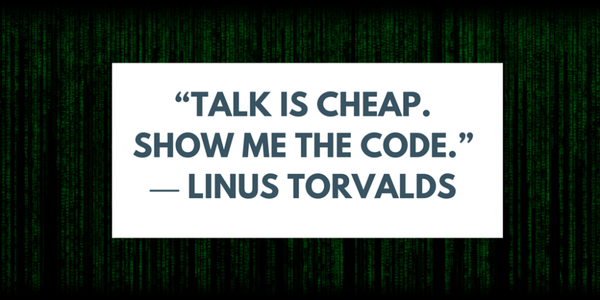 “TALK IS CHEAP.
SHOW ME THE CODE.”
— LINUS TORVALDS